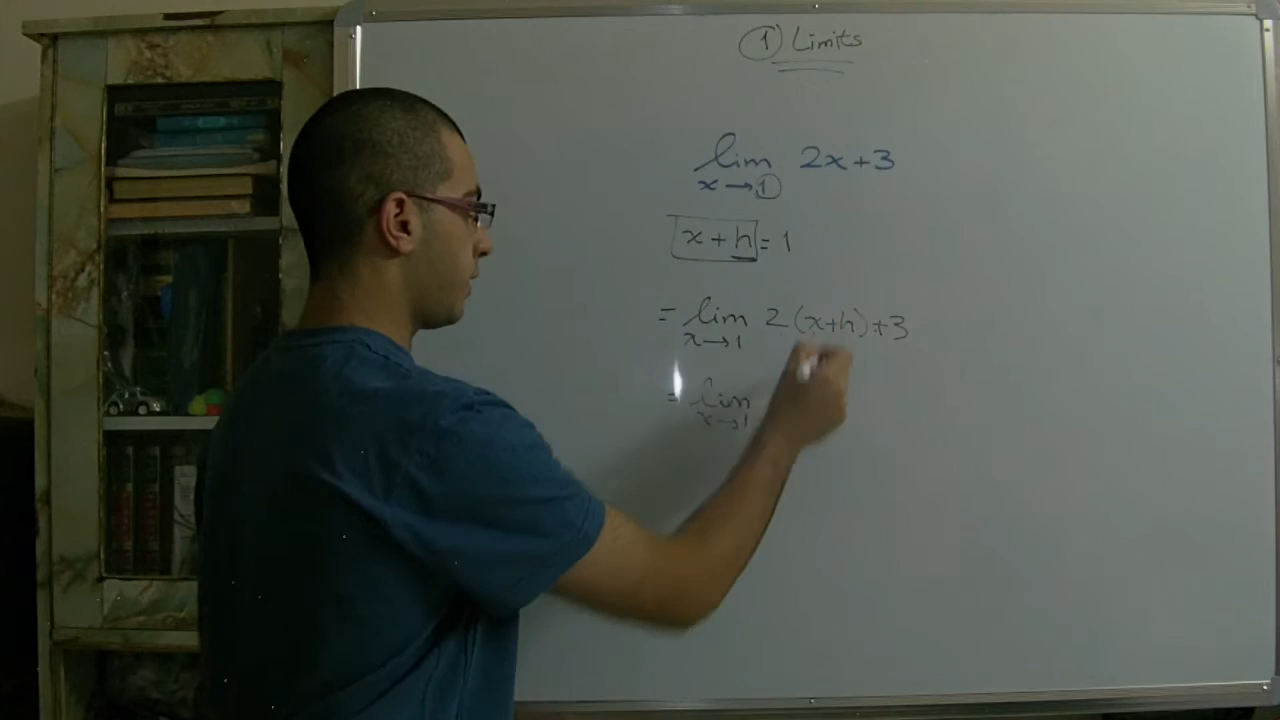 ① Limits
lim 2x+3
x→①
x+h = 1
= lim 2(x+h)+3
x→1
= lim
x→1